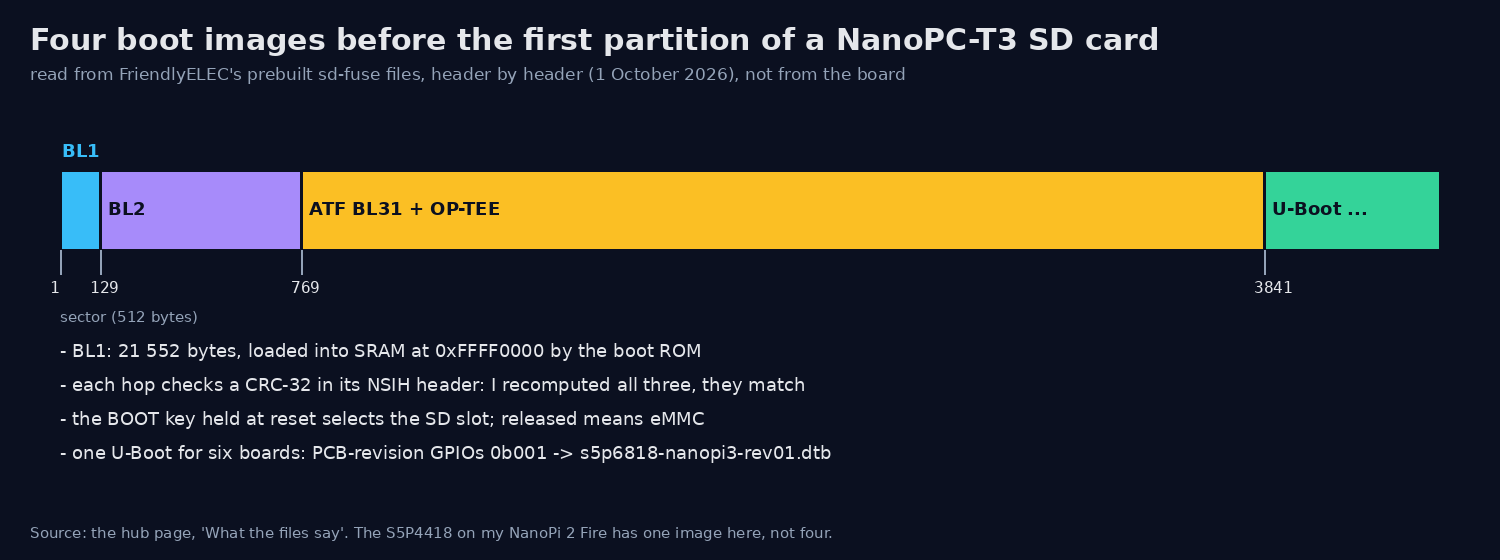 Four boot images before the first partition of a NanoPC-T3 SD card
read from FriendlyELEC's prebuilt sd-fuse files, header by header (1 October 2026), not from the board
BL1
BL2
ATF BL31 + OP-TEE
U-Boot ...
1
129
769
3841
sector (512 bytes)
- BL1: 21 552 bytes, loaded into SRAM at 0xFFFF0000 by the boot ROM
- each hop checks a CRC-32 in its NSIH header: I recomputed all three, they match
- the BOOT key held at reset selects the SD slot; released means eMMC
- one U-Boot for six boards: PCB-revision GPIOs 0b001 -> s5p6818-nanopi3-rev01.dtb
Source: the hub page, 'What the files say'. The S5P4418 on my NanoPi 2 Fire has one image here, not four.